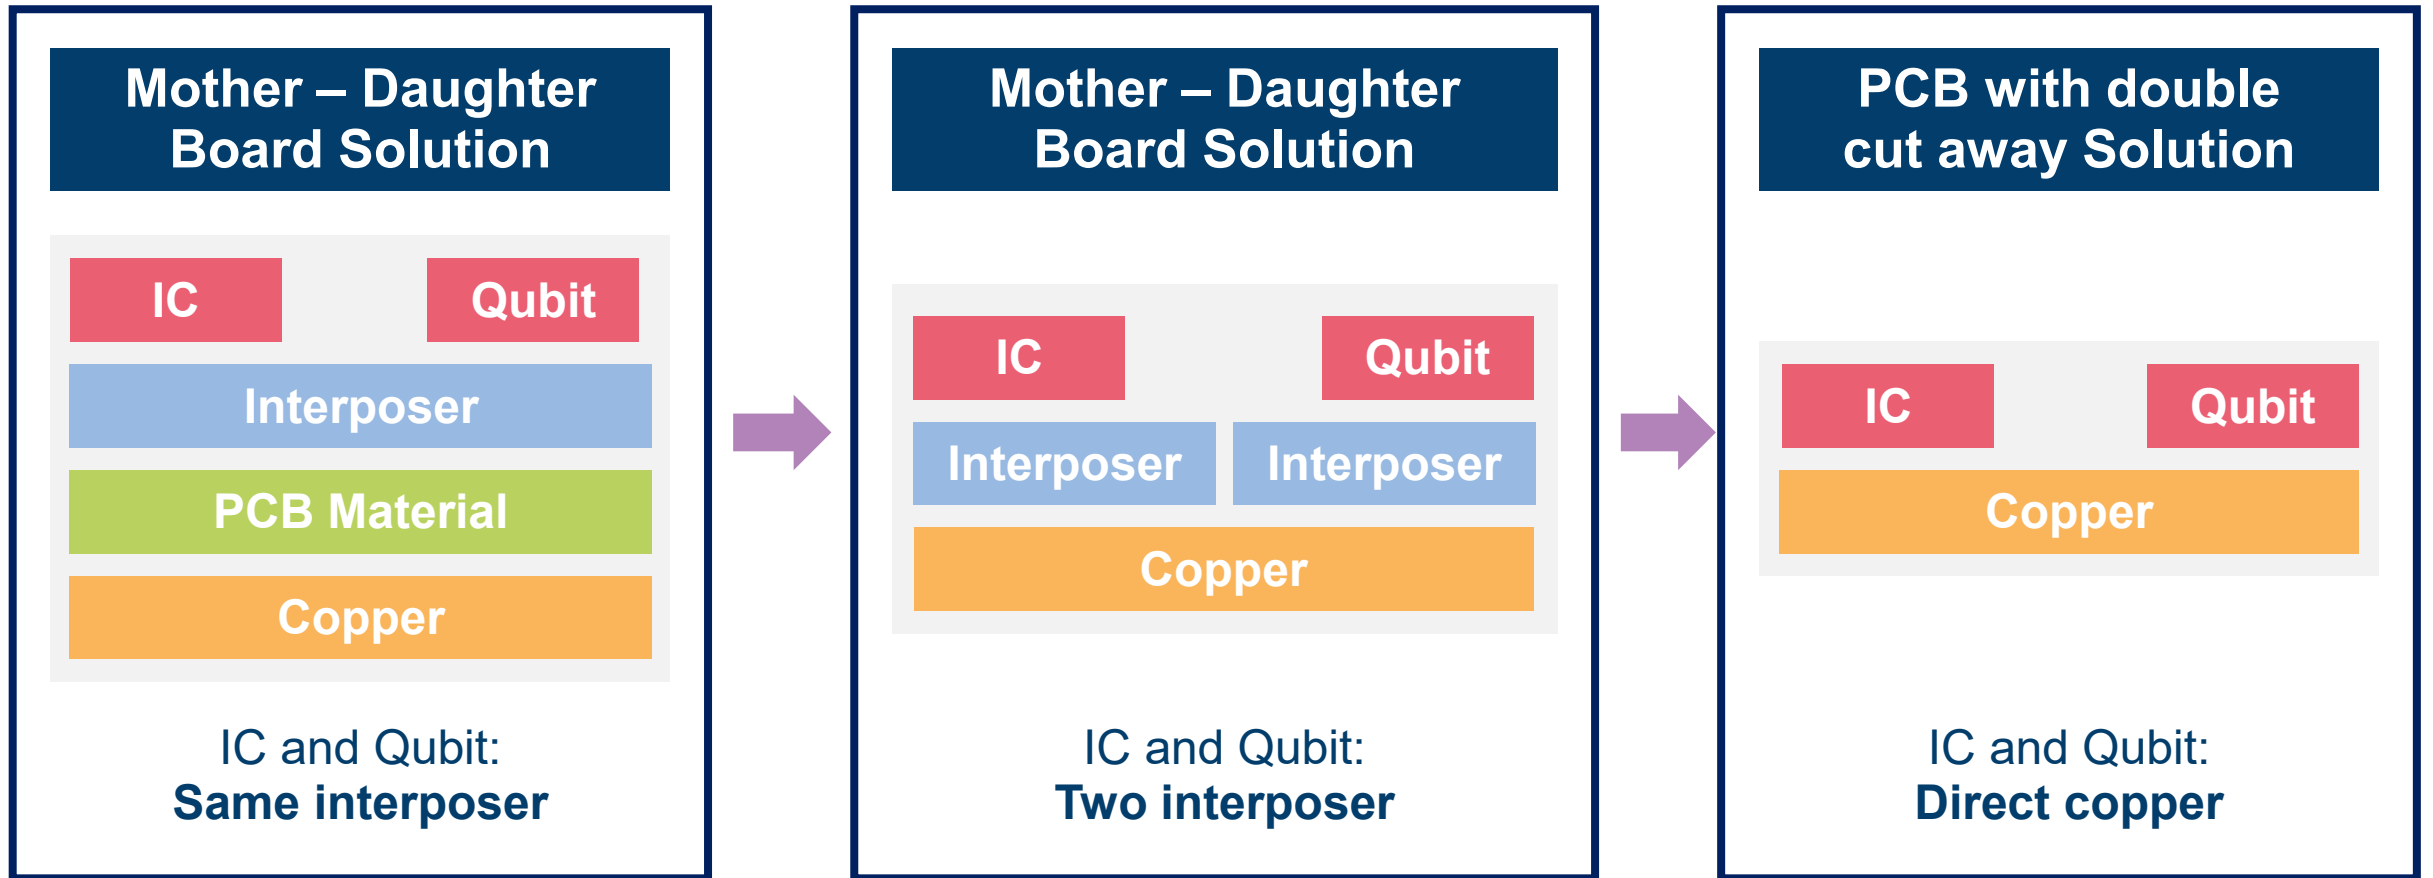 Mother – Daughter
Board Solution
IC
Qubit
Interposer
PCB Material
Copper
IC and Qubit:
Same interposer
Mother – Daughter
Board Solution
IC
Qubit
Interposer
Interposer
Copper
IC and Qubit:
Two interposer
PCB with double
cut away Solution
IC
Qubit
Copper
IC and Qubit:
Direct copper